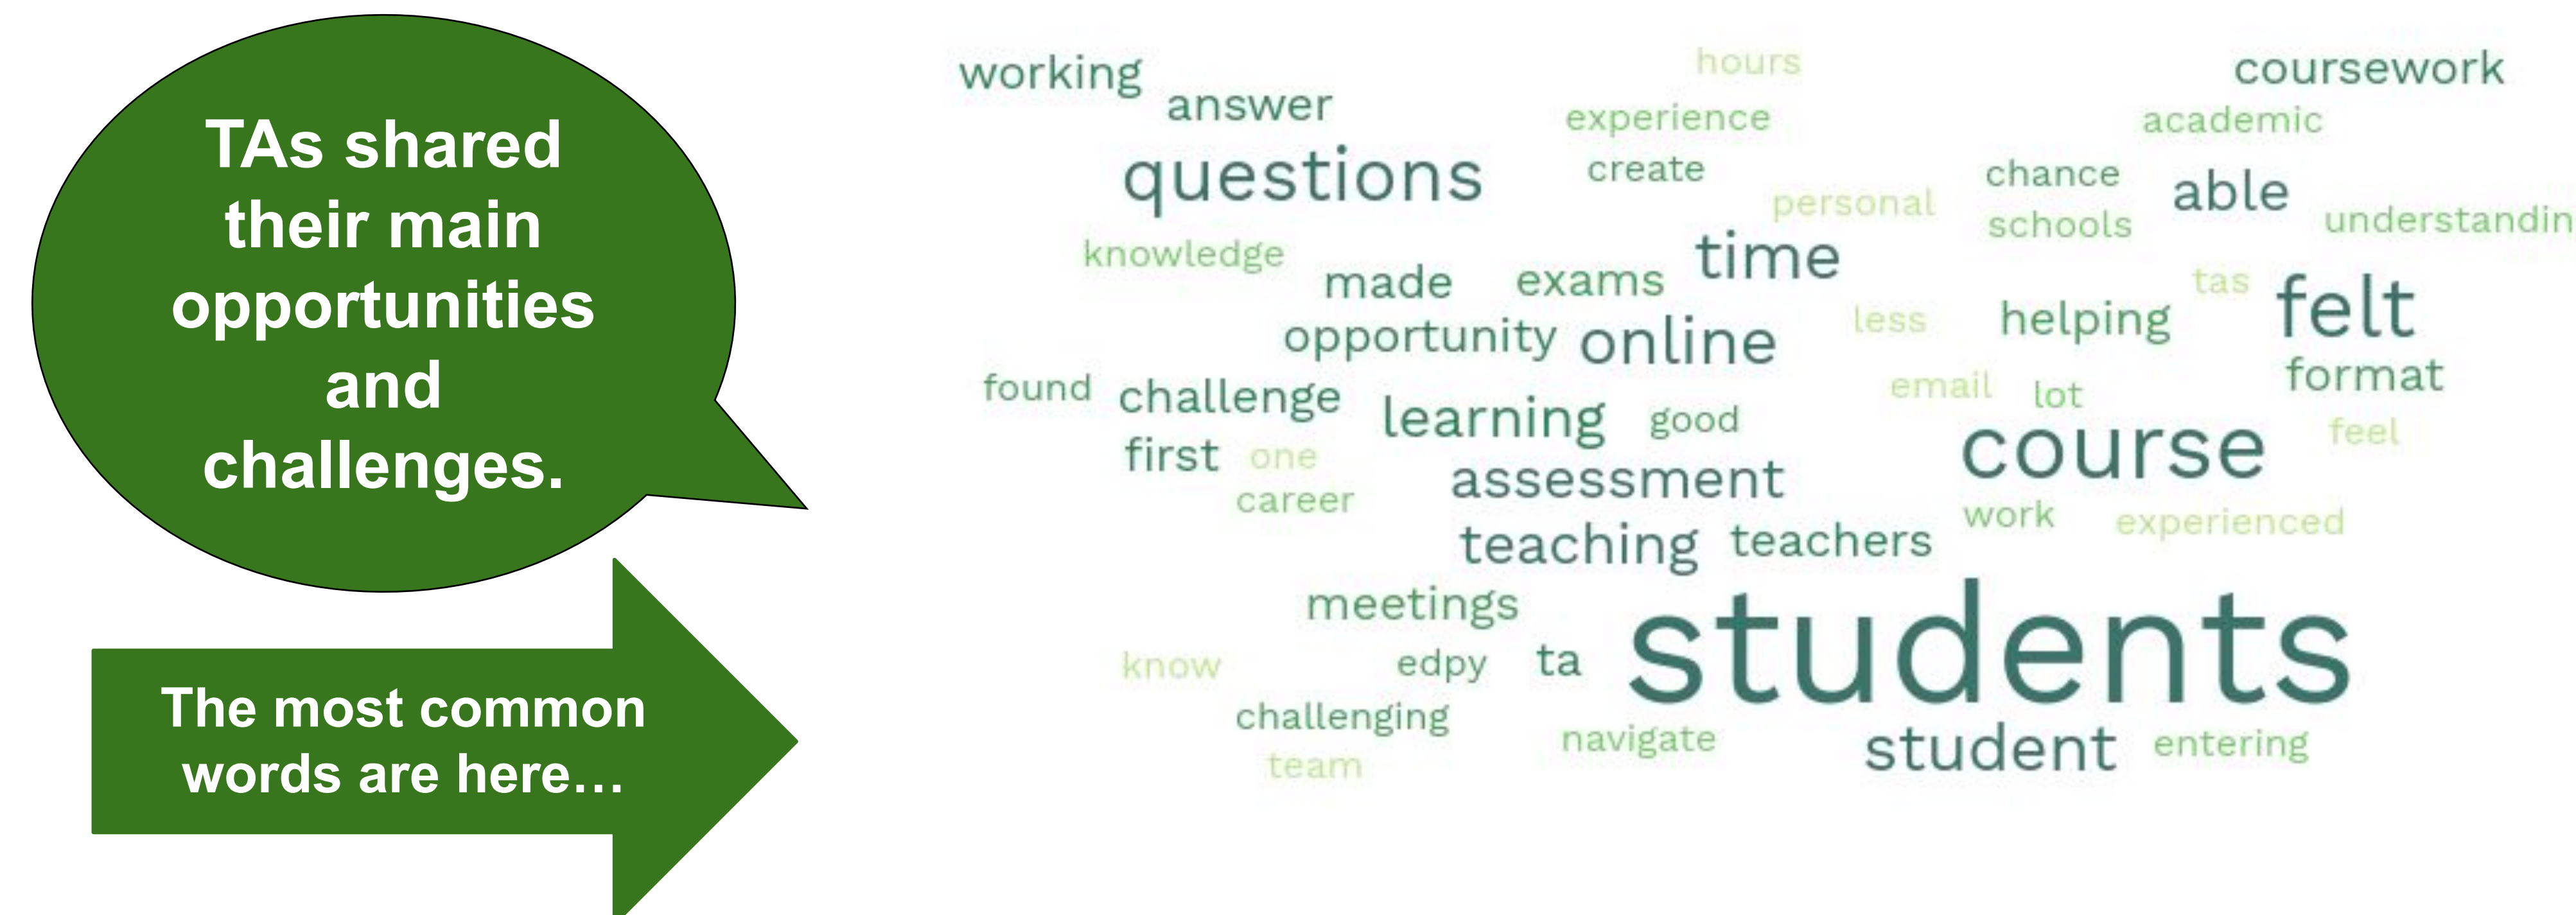 TAs shared
their main
opportunities
and
challenges.
The most common
words are here…
working
hours
coursework
answer
experience
academic
questions
create
chance
able
personal
schools
understandin
knowledge
time
made
exams
tas
felt
opportunity
online
less
helping
found
challenge
email
lot
format
learning
good
course
feel
first
one
assessment
career
work
experienced
teaching
teachers
meetings
students
know
edpy
ta
challenging
navigate
student
entering
team